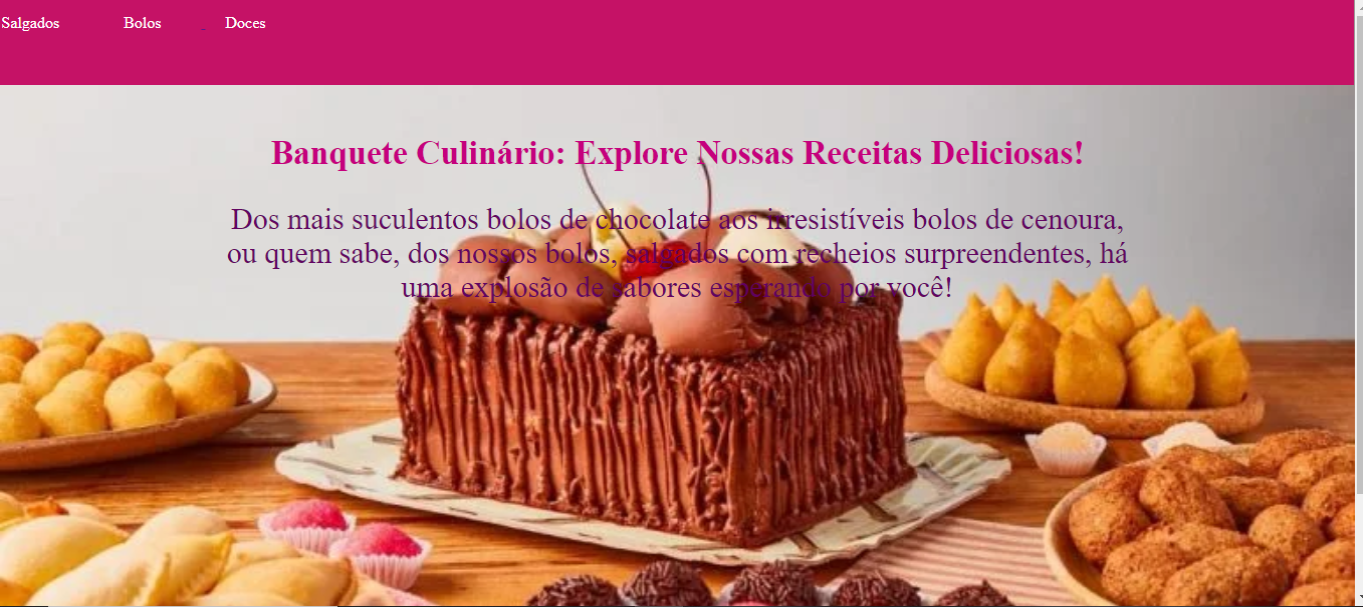 Salgados Bolos Doces
Banquete Culinário: Explore Nossas Receitas Deliciosas!
Dos mais suculentos bolos de chocolate aos irresistíveis bolos de cenoura,
ou quem sabe, dos nossos bolos, salgados com recheios surpreendentes, há
uma explosão de sabores esperando por você!